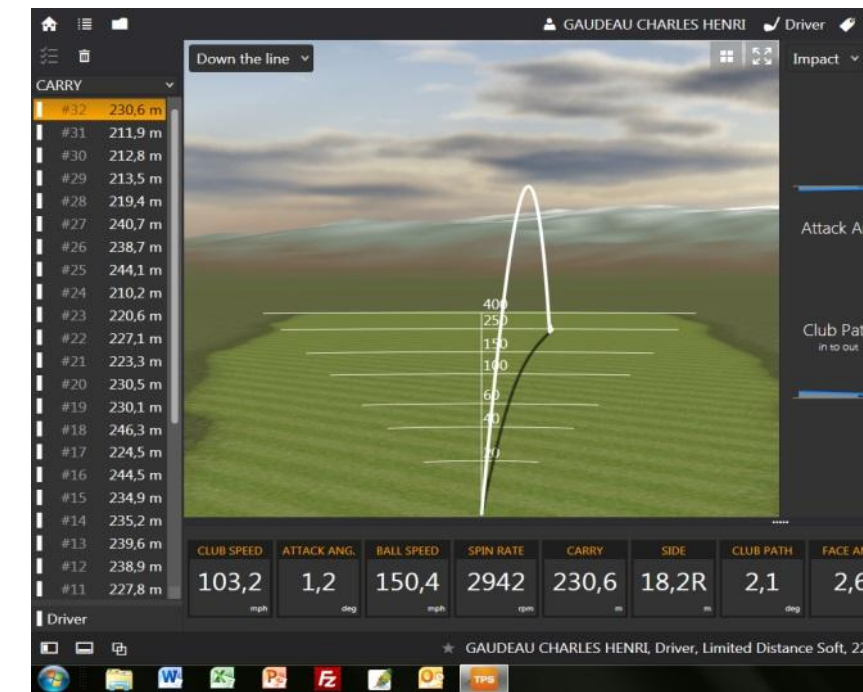 GAUDEAU CHARLES HENRI Driver
Down the line
Impact
CARRY
#32 230,6 m
#31 211,9 m
#30 212,8 m
#29 213,5 m
#28 219,4 m
#27 240,7 m
#26 238,7 m
#25 244,1 m
#24 210,2 m
#23 220,6 m
#22 227,1 m
#21 223,3 m
#20 230,5 m
#19 230,1 m
#18 246,3 m
#17 224,5 m
#16 244,5 m
#15 234,9 m
#14 235,2 m
#13 239,6 m
#12 238,9 m
#11 227,8 m
Driver
400
250
150
100
60
40
20
Attack A
Club Pat
in to out
CLUB SPEED ATTACK ANG. BALL SPEED SPIN RATE CARRY SIDE CLUB PATH FACE AN
103,2 1,2 150,4 2942 230,6 18,2R 2,1 2,6
mph deg mph rpm m m deg
GAUDEAU CHARLES HENRI, Driver, Limited Distance Soft, 22
TPS